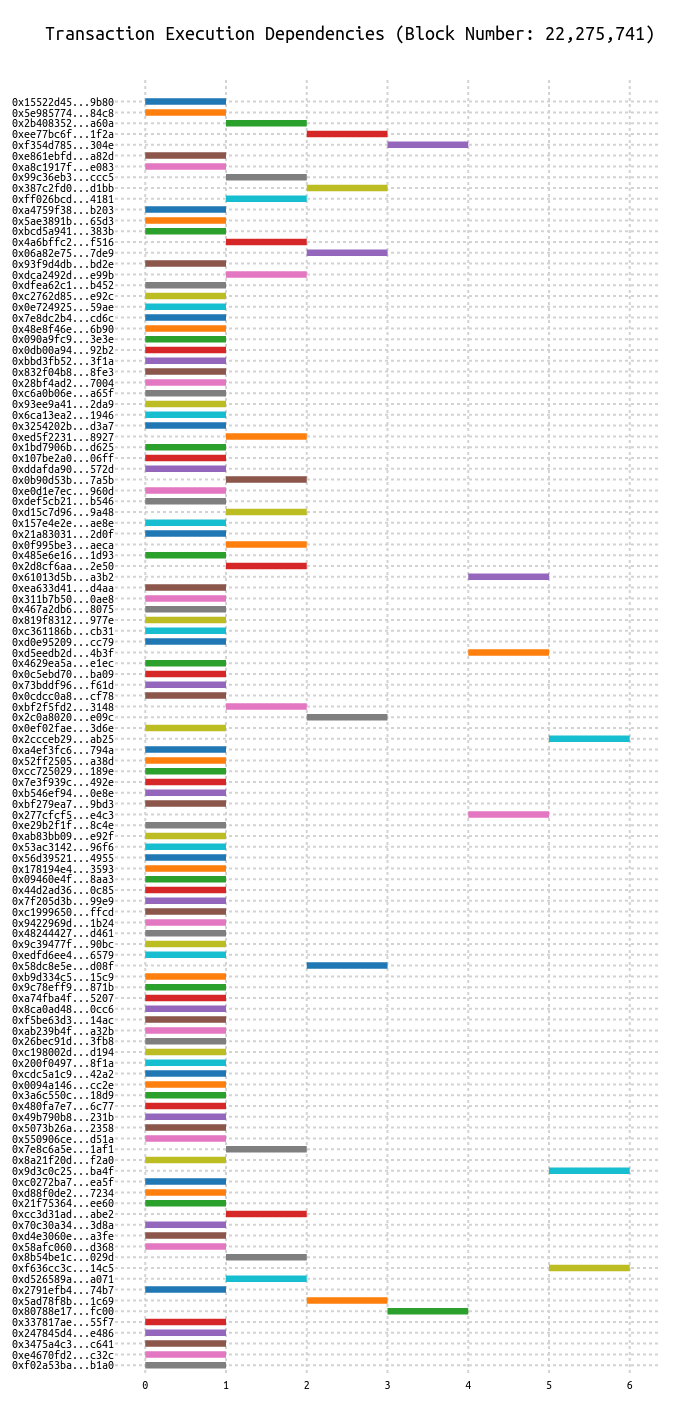 Transaction Execution Dependencies (Block Number: 22,275,741)
0x15522d45...9b80
0x5e985774...84c8
0x2b408352...a60a
0xee77bc6f...1f2a
0xf354d785...304e
0xe861ebfd...a82d
0xa8c1917f...e083
0x99c36eb3...ccc5
0x387c2fd0...d1bb
0xff026bcd...4181
0xa4759f38...b203
0x5ae3891b...65d3
0xbcd5a941...383b
0x4a6bffc2...f516
0x06a82e75...7de9
0x93f9d4db...bd2e
0xdca2492d...e99b
0xdfea62c1...b452
0xc2762d85...e92c
0x0e724925...59ae
0x7e8dc2b4...cd6c
0x48e8f46e...6b90
0x090a9fc9...3e3e
0x0db00a94...92b2
0xbbd3fb52...3f1a
0x832f04b8...8fe3
0x28bf4ad2...7004
0xc6a0b06e...a65f
0x93ee9a41...2da9
0x6ca13ea2...1946
0x3254202b...d3a7
0xed5f2231...8927
0x1bd7906b...d625
0x107be2a0...06ff
0xddafda90...572d
0x0b90d53b...7a5b
0xe0d1e7ec...960d
0xdef5cb21...b546
0xd15c7d96...9a48
0x157e4e2e...ae8e
0x21a83031...2d0f
0x0f995be3...aeca
0x485e6e16...1d93
0x2d8cf6aa...2e50
0x61013d5b...a3b2
0xea633d41...d4aa
0x311b7b50...0ae8
0x467a2db6...8075
0x819f8312...977e
0xc361186b...cb31
0xd0e95209...cc79
0xd5eedb2d...4b3f
0x4629ea5a...e1ec
0x0c5ebd70...ba09
0x73bddf96...f61d
0x0cdcc0a8...cf78
0xbf2f5fd2...3148
0x2c0a8020...e09c
0x0ef02fae...3d6e
0x2ccceb29...ab25
0xa4ef3fc6...794a
0x52ff2505...a38d
0xcc725029...189e
0x7e3f939c...492e
0xb546ef94...0e8e
0xbf279ea7...9bd3
0x277cfcf5...e4c3
0xe29b2f1f...8c4e
0xab83bb09...e92f
0x53ac3142...96f6
0x56d39521...4955
0x178194e4...3593
0x09460e4f...8aa3
0x44d2ad36...0c85
0x7f205d3b...99e9
0xc1999650...ffcd
0x9422969d...1b24
0x48244427...d461
0x9c39477f...90bc
0xedfd6ee4...6579
0x58dc8e5e...d08f
0xb9d334c5...15c9
0x9c78eff9...871b
0xa74fba4f...5207
0x8ca0ad48...0cc6
0xf5be63d3...14ac
0xab239b4f...a32b
0x26bec91d...3fb8
0xc198002d...d194
0x200f0497...8f1a
0xcdc5a1c9...42a2
0x0094a146...cc2e
0x3a6c550c...18d9
0x480fa7e7...6c77
0x49b790b8...231b
0x5073b26a...2358
0x550906ce...d51a
0x7e8c6a5e...1af1
0x8a21f20d...f2a0
0x9d3c0c25...ba4f
0xc0272ba7...ea5f
0xd88f0de2...7234
0x21f75364...ee60
0xcc3d31ad...abe2
0x70c30a34...3d8a
0xd4e3060e...a3fe
0x58afc060...d368
0x8b54be1c...029d
0xf636cc3c...14c5
0xd526589a...a071
0x2791efb4...74b7
0x5ad78f8b...1c69
0x80788e17...fc00
0x337817ae...55f7
0x247845d4...e486
0x3475a4c3...c641
0xe4670fd2...c32c
0xf02a53ba...b1a0
0 1 2 3 4 5 6